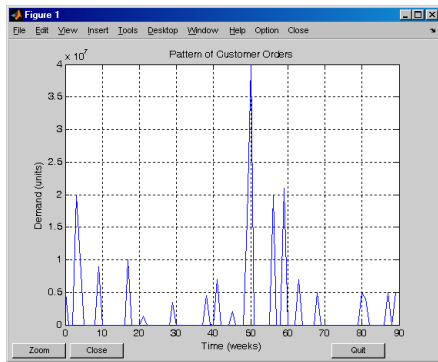 Figure 1
File Edit View Insert Tools Desktop Window Help Option Close
Pattern of Customer Orders
4 x 10^7
3.5
3
2.5
2
1.5
1
0.5
0
Demand (units)
0 10 20 30 40 50 60 70 80 90
Time (weeks)
Zoom Close Quit